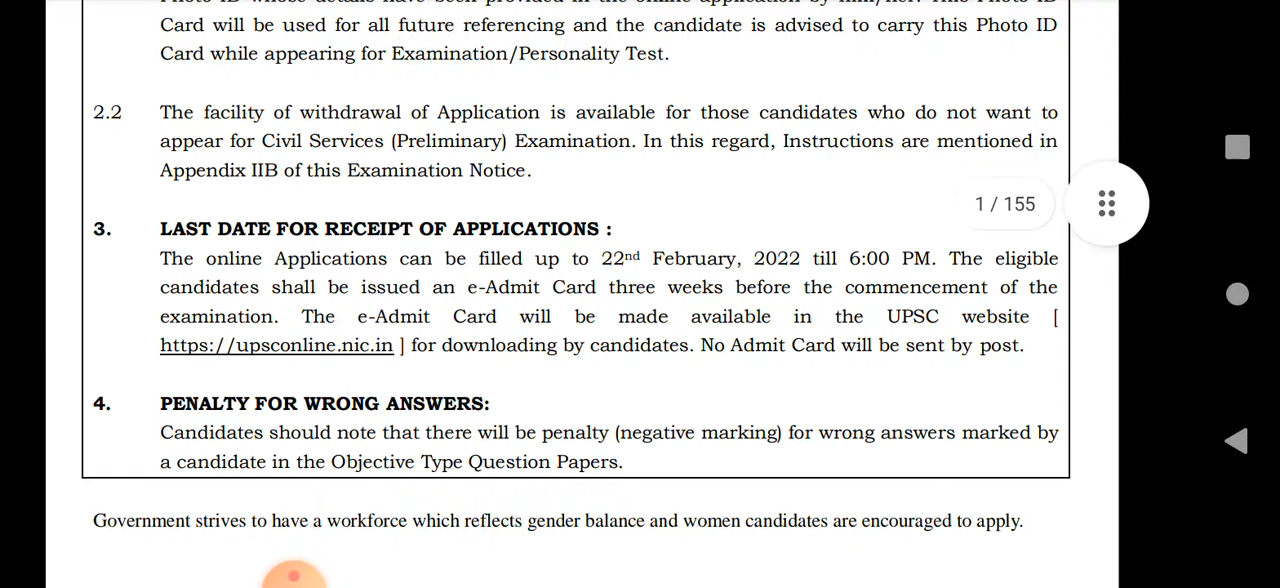 Card will be used for all future referencing and the candidate is advised to carry this Photo ID
Card while appearing for Examination/Personality Test.
2.2 The facility of withdrawal of Application is available for those candidates who do not want to
appear for Civil Services (Preliminary) Examination. In this regard, Instructions are mentioned in
Appendix IIB of this Examination Notice.
1 / 155
3. LAST DATE FOR RECEIPT OF APPLICATIONS :
The online Applications can be filled up to 22nd February, 2022 till 6:00 PM. The eligible
candidates shall be issued an e-Admit Card three weeks before the commencement of the
examination. The e-Admit Card will be made available in the UPSC website [
https://upsconline.nic.in ] for downloading by candidates. No Admit Card will be sent by post.
4. PENALTY FOR WRONG ANSWERS:
Candidates should note that there will be penalty (negative marking) for wrong answers marked by
a candidate in the Objective Type Question Papers.
Government strives to have a workforce which reflects gender balance and women candidates are encouraged to apply.